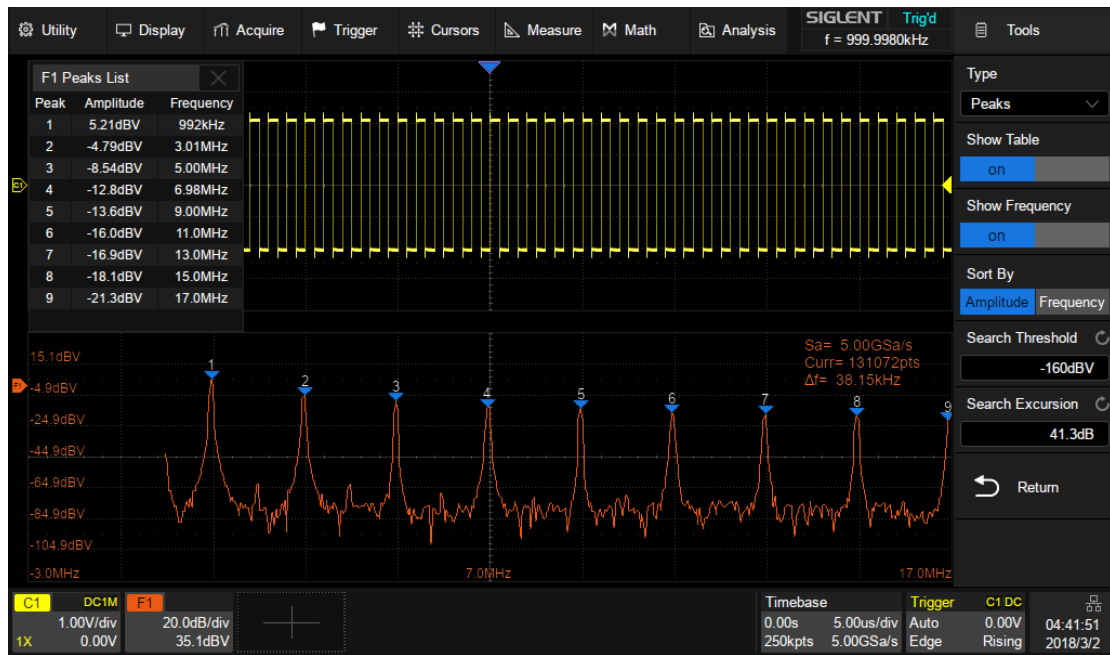 Utility Display Acquire Trigger Cursors Measure Math Analysis SIGLENT Trig'd
f = 999.9980kHz
Tools
F1 Peaks List
Peak Amplitude Frequency
1 5.21dBV 992kHz
2 -4.79dBV 3.01MHz
3 -8.54dBV 5.00MHz
4 -12.8dBV 6.98MHz
5 -13.6dBV 9.00MHz
6 -16.0dBV 11.0MHz
7 -16.9dBV 13.0MHz
8 -18.1dBV 15.0MHz
9 -21.3dBV 17.0MHz
C1
Type
Peaks
Show Table
on
Show Frequency
on
Sort By
Amplitude Frequency
Search Threshold
-160dBV
Search Excursion
41.3dB
Return
Sa= 5.00GSa/s
Curr= 131072pts
Δf= 38.15kHz
15.1dBV
F1
-4.9dBV
-24.9dBV
-44.9dBV
-64.9dBV
-84.9dBV
-104.9dBV
1 2 3 4 5 6 7 8 9
-3.0MHz 7.0MHz 17.0MHz
C1 DC1M
1.00V/div
1X 0.00V
F1
20.0dB/div
35.1dBV
Timebase
0.00s 5.00us/div
250kpts 5.00GSa/s
Trigger C1 DC
Auto 0.00V
Edge Rising
04:41:51
2018/3/2